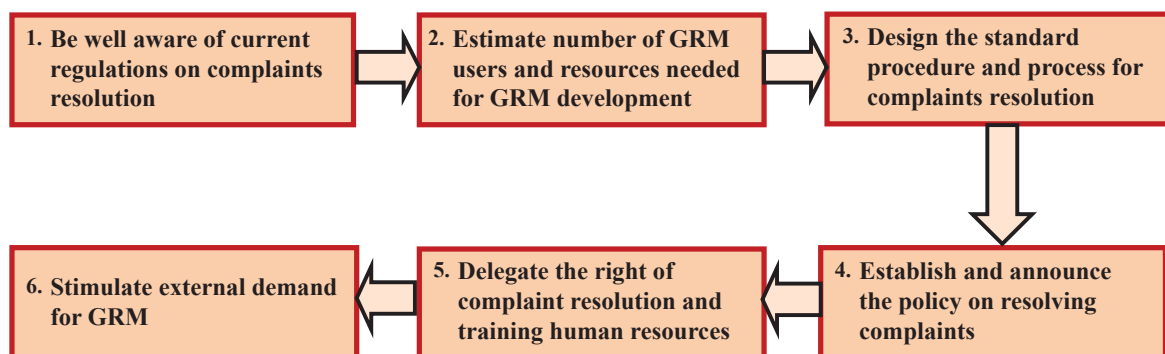 1. Be well aware of current
regulations on complaints
resolution
2. Estimate number of GRM
users and resources needed
for GRM development
3. Design the standard
procedure and process for
complaints resolution
4. Establish and announce
the policy on resolving
complaints
5. Delegate the right of
complaint resolution and
training human resources
6. Stimulate external demand
for GRM